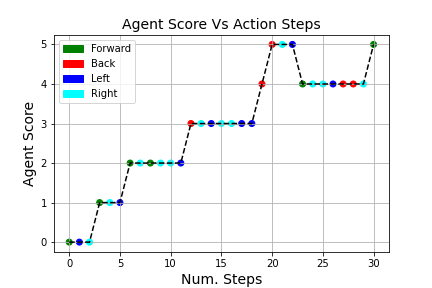 Agent Score Vs Action Steps
Forward
Back
Left
Right
5
4
3
2
1
0
Agent Score
0 5 10 15 20 25 30
Num. Steps